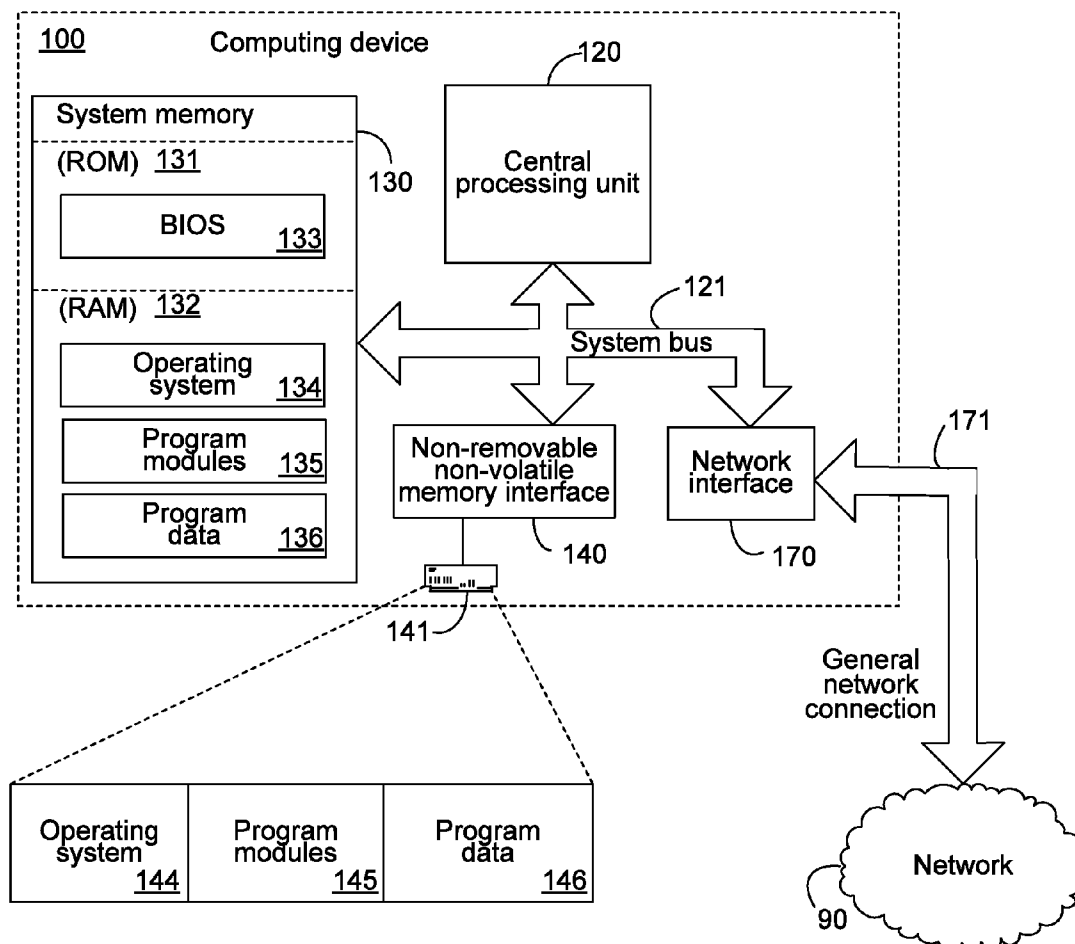 100
Computing device
120
System memory
(ROM) 131
130
BIOS
133
Central
processing unit
(RAM) 132
121
System bus
Operating
system
134
Program
modules
135
Program
data
136
Non-removable
non-volatile
memory interface
140
Network
interface
170
171
141
General
network
connection
Operating
system
144
Program
modules
145
Program
data
146
Network
90